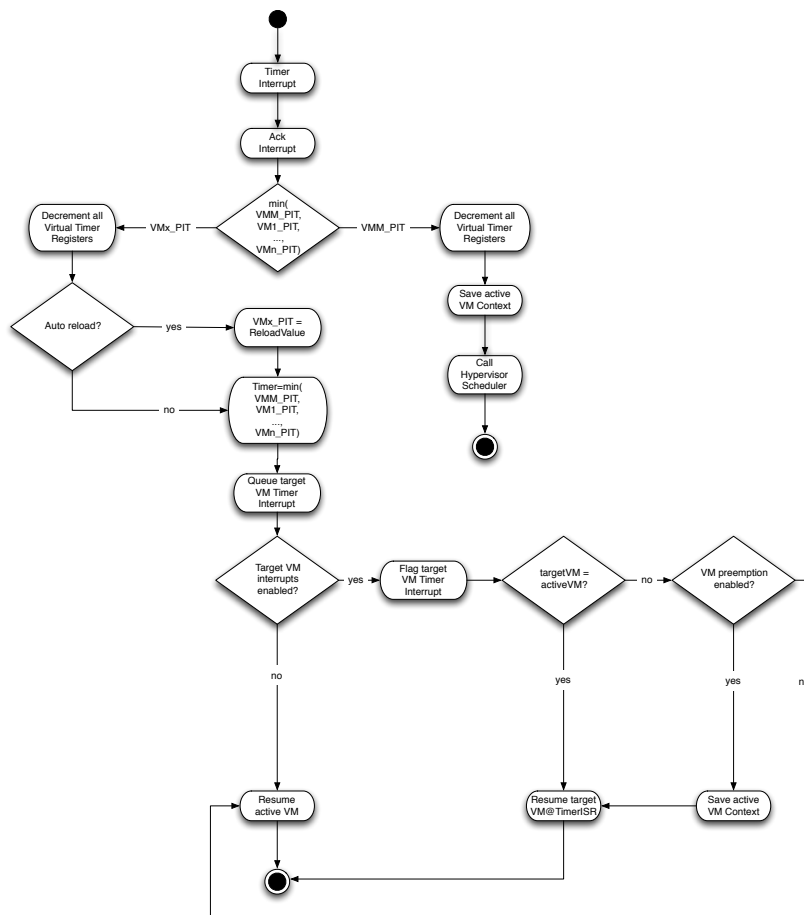 Timer
Interrupt
Ack
Interrupt
min(
VMM_PIT,
VM1_PIT,
...,
VMn_PIT)
VMx_PIT
VMM_PIT
Decrement all
Virtual Timer
Registers
Decrement all
Virtual Timer
Registers
Save active
VM Context
Auto reload?
yes
VMx_PIT =
ReloadValue
Call
Hypervisor
Scheduler
no
Timer=min(
VMM_PIT,
VM1_PIT,
...,
VMn_PIT)
Queue target
VM Timer
Interrupt
Target VM
interrupts
enabled?
yes
Flag target
VM Timer
Interrupt
targetVM =
activeVM?
no
VM preemption
enabled?
no
yes
yes
n
Resume
active VM
Resume target
VM@TimerISR
Save active
VM Context